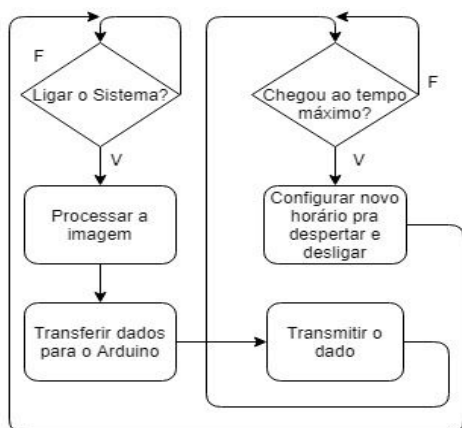 F
Ligar o Sistema?
V
Processar a
imagem
Transferir dados
para o Arduino
Chegou ao tempo
máximo?
F
V
Configurar novo
horário pra
despertar e
desligar
Transmitir o
dado